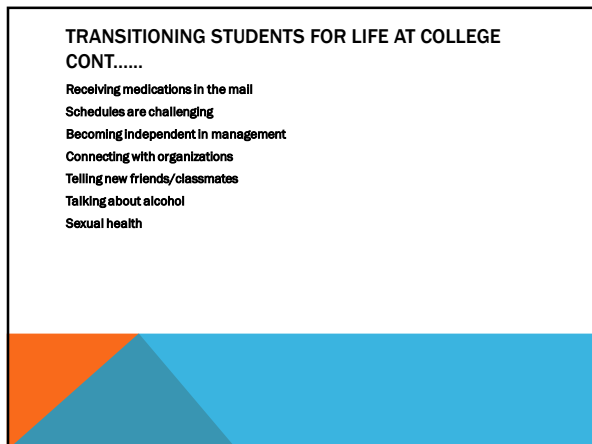 TRANSITIONING STUDENTS FOR LIFE AT COLLEGE
CONT......
Receiving medications in the mail
Schedules are challenging
Becoming independent in management
Connecting with organizations
Telling new friends/classmates
Talking about alcohol
Sexual health